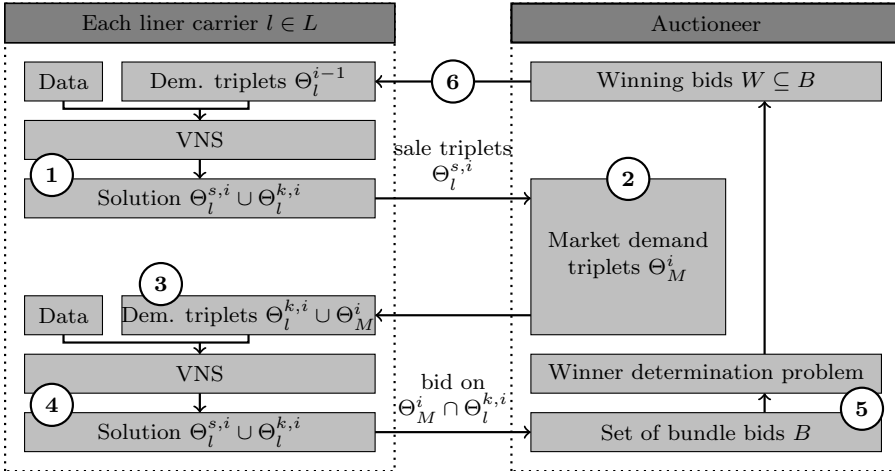 Each liner carrier l ∈ L
Auctioneer
Data
Dem. triplets Θ_l^{i−1}
6
Winning bids W ⊆ B
VNS
sale triplets
Θ_l^{s,i}
1
2
Solution Θ_l^{s,i} ∪ Θ_l^{k,i}
Market demand
triplets Θ_M^i
3
Data
Dem. triplets Θ_l^{k,i} ∪ Θ_M^i
VNS
bid on
Θ_M^i ∩ Θ_l^{k,i}
Winner determination problem
4
5
Solution Θ_l^{s,i} ∪ Θ_l^{k,i}
Set of bundle bids B